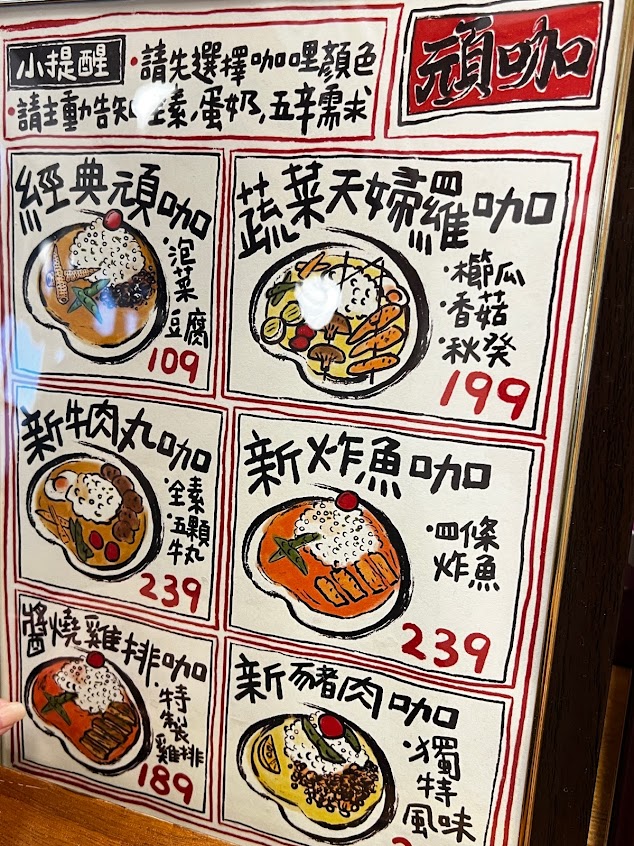 小提醒
•請先選擇咖哩顏色
•請主動告知全素,蛋奶,五辛需求
頑咖
經典頑咖
•泡菜
豆腐
109
蔬菜天婦羅咖
•櫛瓜
•香菇
•秋葵
199
新牛肉丸咖
•全素
五顆
牛丸
239
新炸魚咖
•四條
炸魚
239
醬燒雞排咖
•特製
雞排
189
新豬肉咖
•獨特
風味